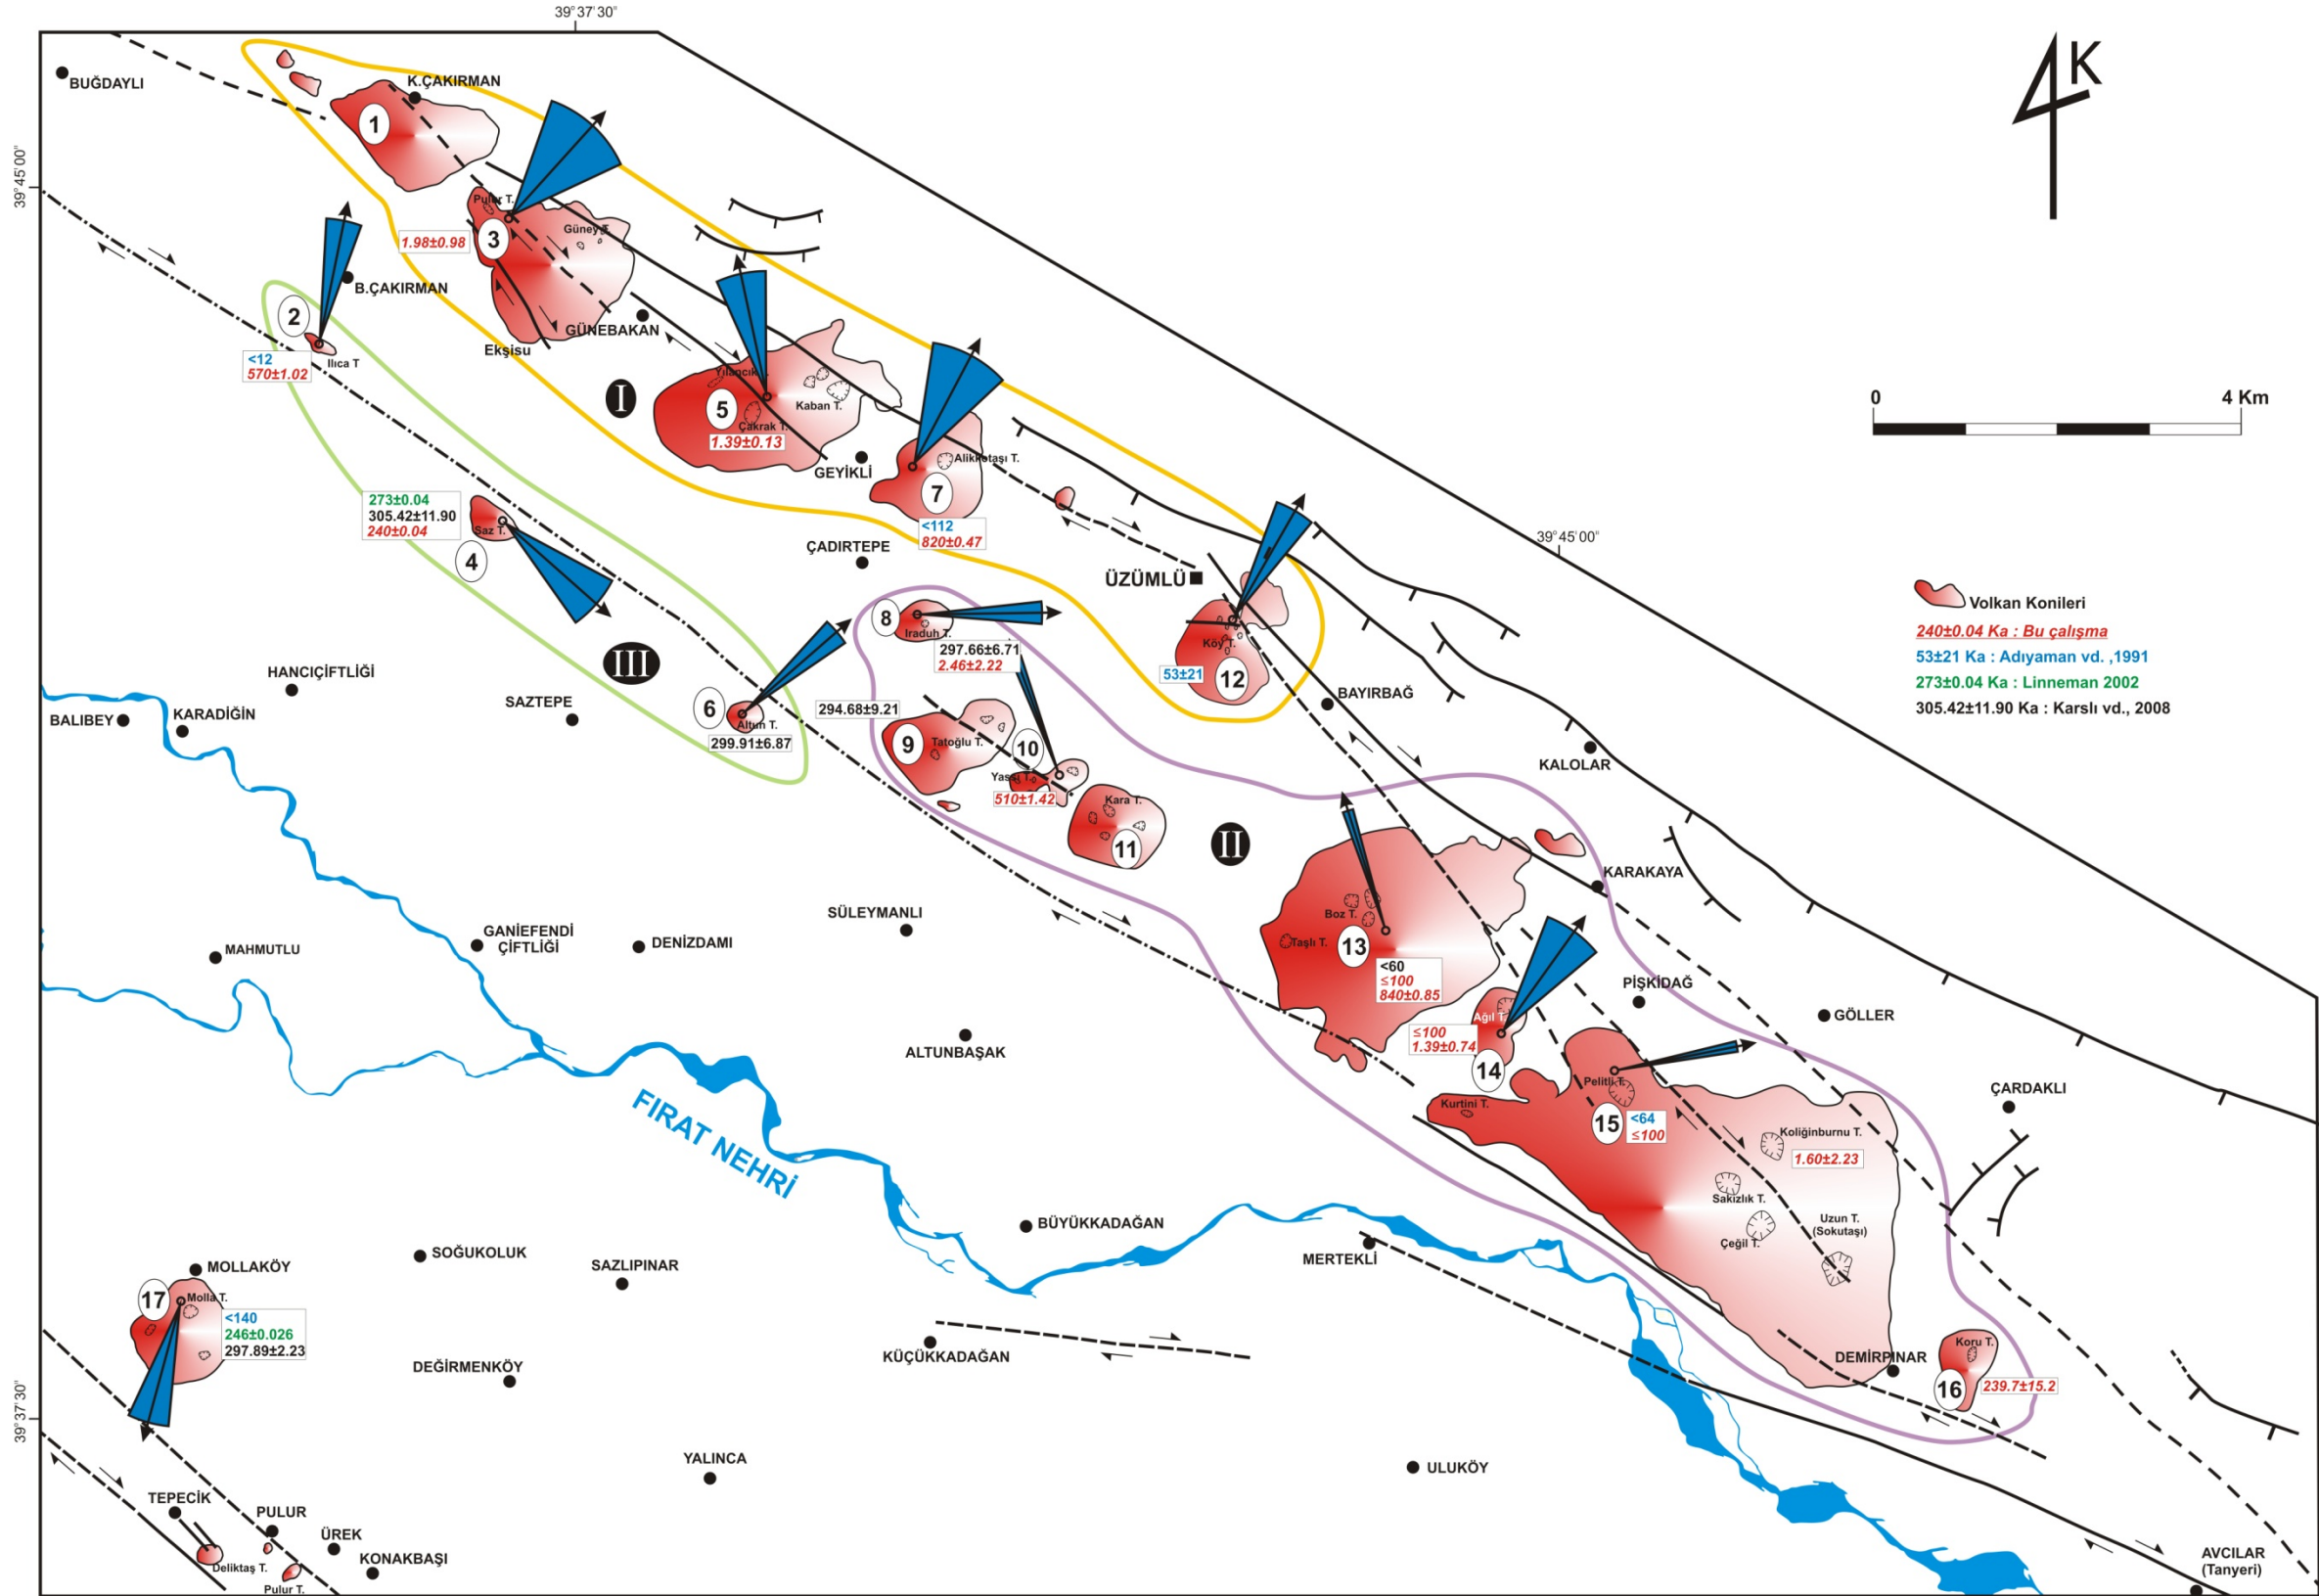 39°37'30"
K
BUĞDAYLI
K.ÇAKIRMAN
1
39°45'00"
Pulur T.
Güney T.
3
1.98±0.98
B.ÇAKIRMAN
2
GÜNEBAKAN
Ekşisu
Ilıca T
<12
570±1.02
I
Yılancık T.
5
Kaban T.
Çakrak T.
1.39±0.13
GEYİKLİ
Alikkotaşı T.
7
<112
820±0.47
0
4 Km
273±0.04
305.42±11.90
240±0.04
Saz T.
4
ÇADIRTEPE
39°45'00"
ÜZÜMLÜ
Volkan Konileri
240±0.04 Ka : Bu çalışma
53±21 Ka : Adıyaman vd. ,1991
273±0.04 Ka : Linneman 2002
305.42±11.90 Ka : Karslı vd., 2008
8
Iraduh T.
297.66±6.71
2.46±2.22
Köy T.
53±21
12
III
HANCIÇİFTLİĞİ
BAYIRBAĞ
BALIBEY
KARADİĞİN
SAZTEPE
6
Altun T.
299.91±6.87
294.68±9.21
9
Tatoğlu T.
10
Yassı T.
510±1.42
KALOLAR
Kara T.
11
II
KARAKAYA
SÜLEYMANLI
Boz T.
Taşlı T.
13
<60
≤100
840±0.85
MAHMUTLU
GANİEFENDİ
ÇİFTLİĞİ
DENİZDAMI
PİŞKİDAĞ
GÖLLER
Ağıl T.
≤100
1.39±0.74
14
ALTUNBAŞAK
FIRAT NEHRİ
Pelitli T.
Kurtini T.
15
<64
≤100
ÇARDAKLI
Koliğinburnu T.
1.60±2.23
Sakızlık T.
Uzun T.
(Sokutaşı)
Çeğil T.
BÜYÜKKADAĞAN
MERTEKLİ
SOĞUKOLUK
SAZLIPINAR
MOLLAKÖY
17
Molla T.
<140
246±0.026
297.89±2.23
DEĞİRMENKÖY
KÜÇÜKKADAĞAN
DEMİRPINAR
Koru T.
16
239.7±15.2
39°37'30"
YALINCA
ULUKÖY
TEPECİK
PULUR
ÜREK
KONAKBAŞI
Deliktaş T.
Pulur T.
AVCILAR
(Tanyeri)